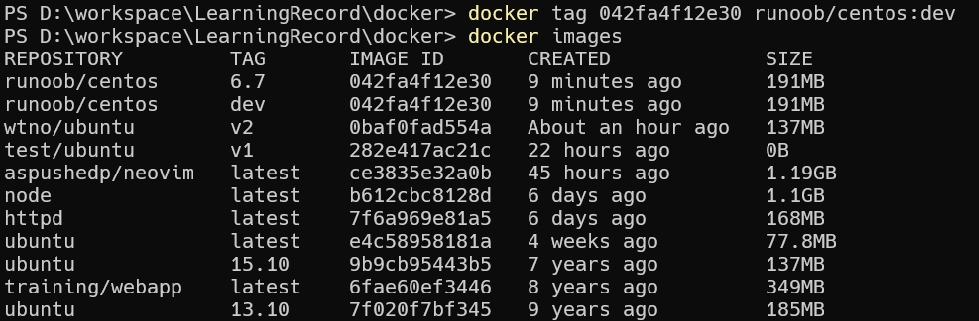 PS D:\workspace\LearningRecord\docker> docker tag 042fa4f12e30 runoob/centos:dev
PS D:\workspace\LearningRecord\docker> docker images
REPOSITORY TAG IMAGE ID CREATED SIZE
runoob/centos 6.7 042fa4f12e30 9 minutes ago 191MB
runoob/centos dev 042fa4f12e30 9 minutes ago 191MB
wtno/ubuntu v2 0baf0fad554a About an hour ago 137MB
test/ubuntu v1 282e417ac21c 22 hours ago 0B
aspushedp/neovim latest ce3835e32a0b 45 hours ago 1.19GB
node latest b612cbc8128d 6 days ago 1.1GB
httpd latest 7f6a969e81a5 6 days ago 168MB
ubuntu latest e4c58958181a 4 weeks ago 77.8MB
ubuntu 15.10 9b9cb95443b5 7 years ago 137MB
training/webapp latest 6fae60ef3446 8 years ago 349MB
ubuntu 13.10 7f020f7bf345 9 years ago 185MB